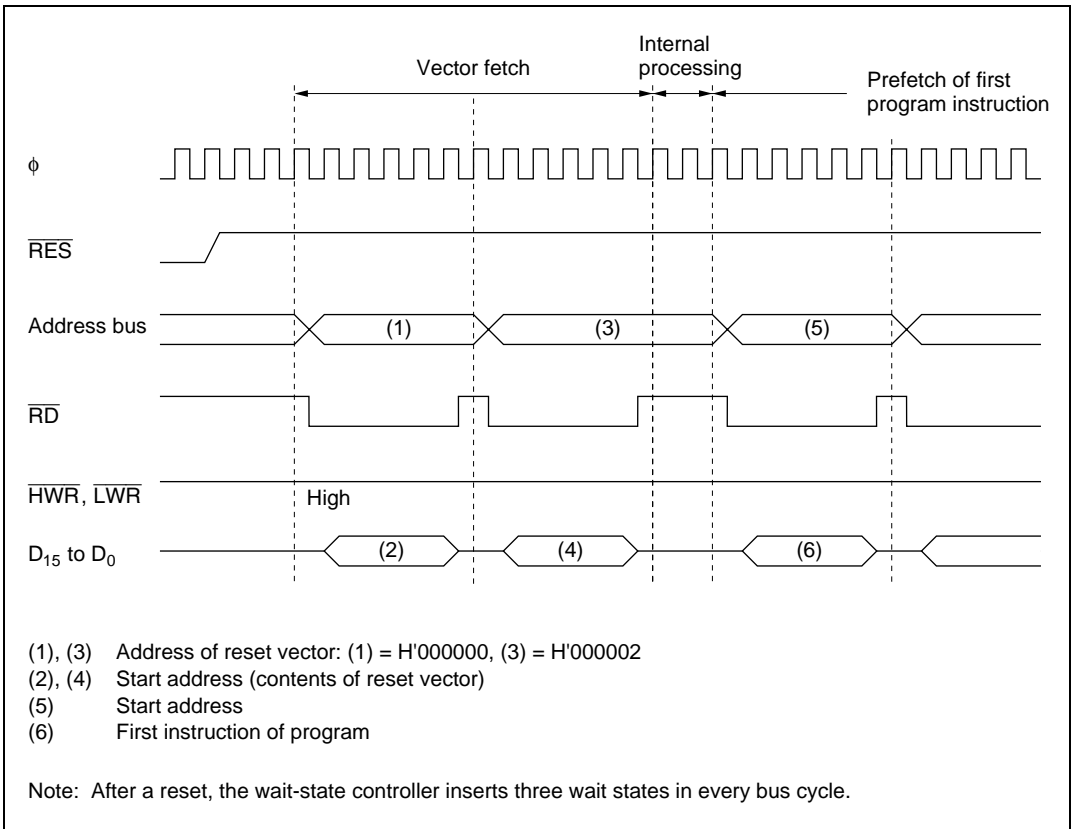 Vector fetch
Internal
processing
Prefetch of first
program instruction
ϕ
RES
Address bus
(1)
(3)
(5)
RD
HWR, LWR
High
D15 to D0
(2)
(4)
(6)
(1), (3) Address of reset vector: (1) = H'000000, (3) = H'000002
(2), (4) Start address (contents of reset vector)
(5) Start address
(6) First instruction of program
Note: After a reset, the wait-state controller inserts three wait states in every bus cycle.